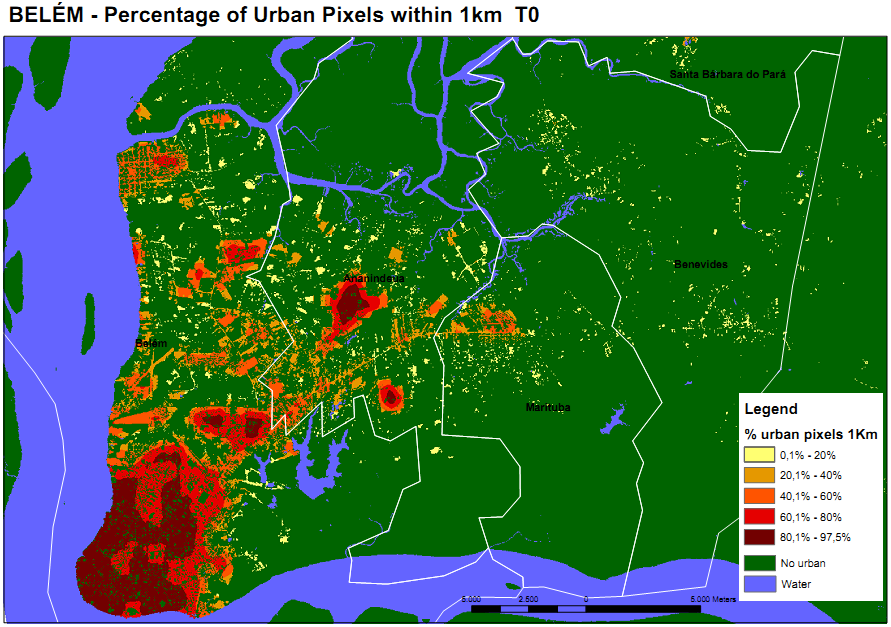 BELÉM - Percentage of Urban Pixels within 1km T0
Santa Bárbara do Pará
Benevides
Ananindeua
Belém
Marituba
Legend
% urban pixels 1Km
0,1% - 20%
20,1% - 40%
40,1% - 60%
60,1% - 80%
80,1% - 97,5%
No urban
Water
5.000 2.500 0 5.000 Meters